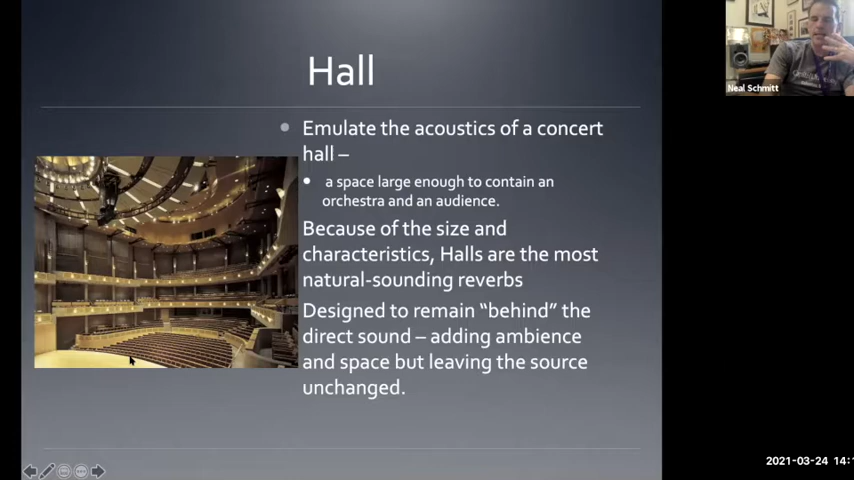 Hall
Emulate the acoustics of a concert
hall –
a space large enough to contain an
orchestra and an audience.
Because of the size and
characteristics, Halls are the most
natural-sounding reverbs
Designed to remain “behind” the
direct sound – adding ambience
and space but leaving the source
unchanged.
Neal Schmitt
2021-03-24 14:1